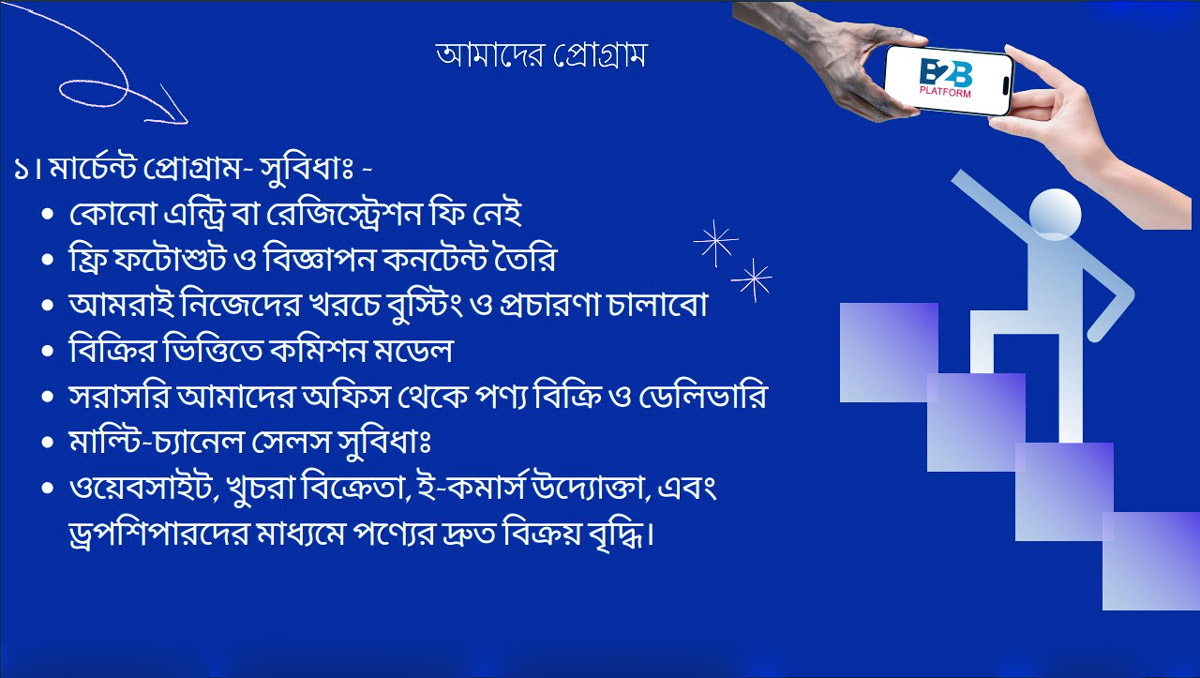 আমাদের প্রোগ্রাম
B2B
PLATFORM
১। মার্চেন্ট প্রোগ্রাম- সুবিধাঃ -
• কোনো এন্ট্রি বা রেজিস্ট্রেশন ফি নেই
• ফ্রি ফটোশুট ও বিজ্ঞাপন কনটেন্ট তৈরি
• আমরাই নিজেদের খরচে বুস্টিং ও প্রচারণা চালাবো
• বিক্রির ভিত্তিতে কমিশন মডেল
• সরাসরি আমাদের অফিস থেকে পণ্য বিক্রি ও ডেলিভারি
• মাল্টি-চ্যানেল সেলস সুবিধাঃ
• ওয়েবসাইট, খুচরা বিক্রেতা, ই-কমার্স উদ্যোক্তা, এবং
ড্রপশিপারদের মাধ্যমে পণ্যের দ্রুত বিক্রয় বৃদ্ধি।